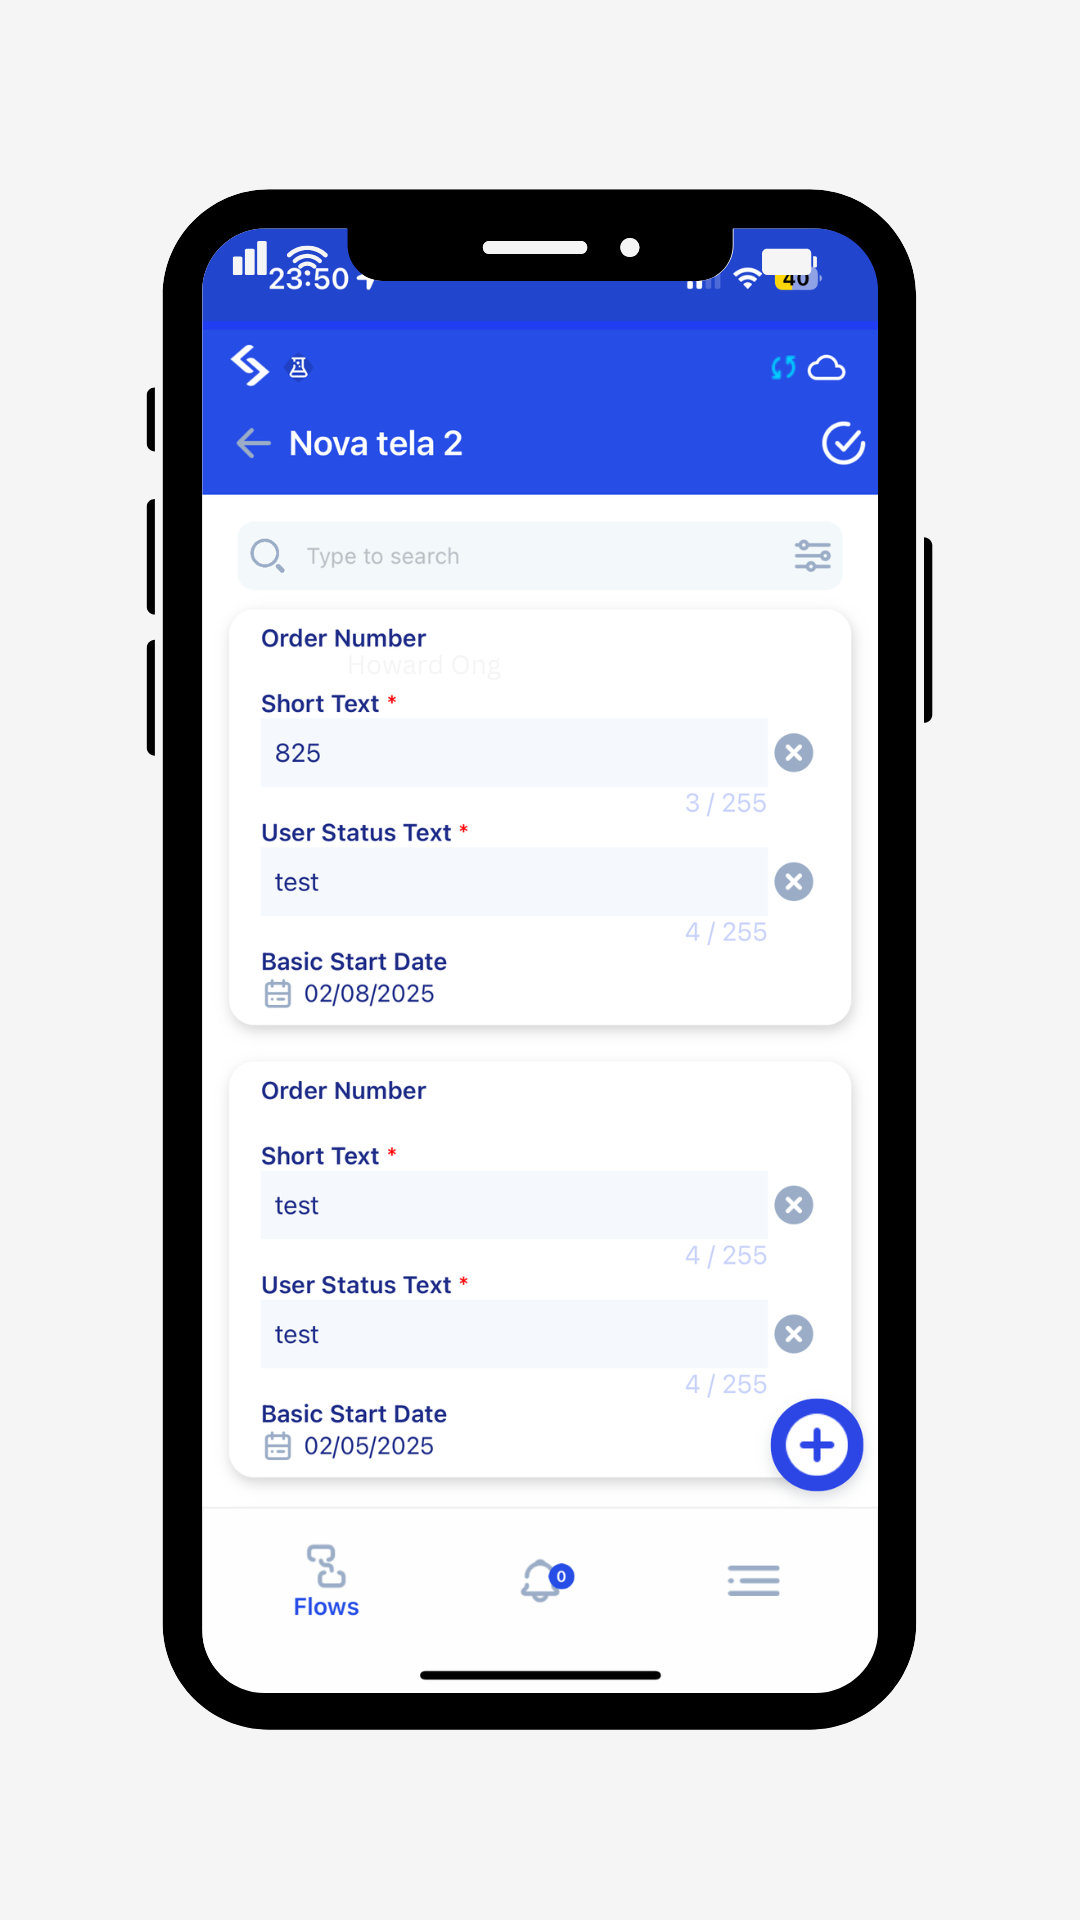 23:50
40
Nova tela 2
Type to search
Order Number
Howard Ong
Short Text *
825
3 / 255
User Status Text *
test
4 / 255
Basic Start Date
02/08/2025
Order Number
Short Text *
test
4 / 255
User Status Text *
test
4 / 255
Basic Start Date
02/05/2025
0
Flows